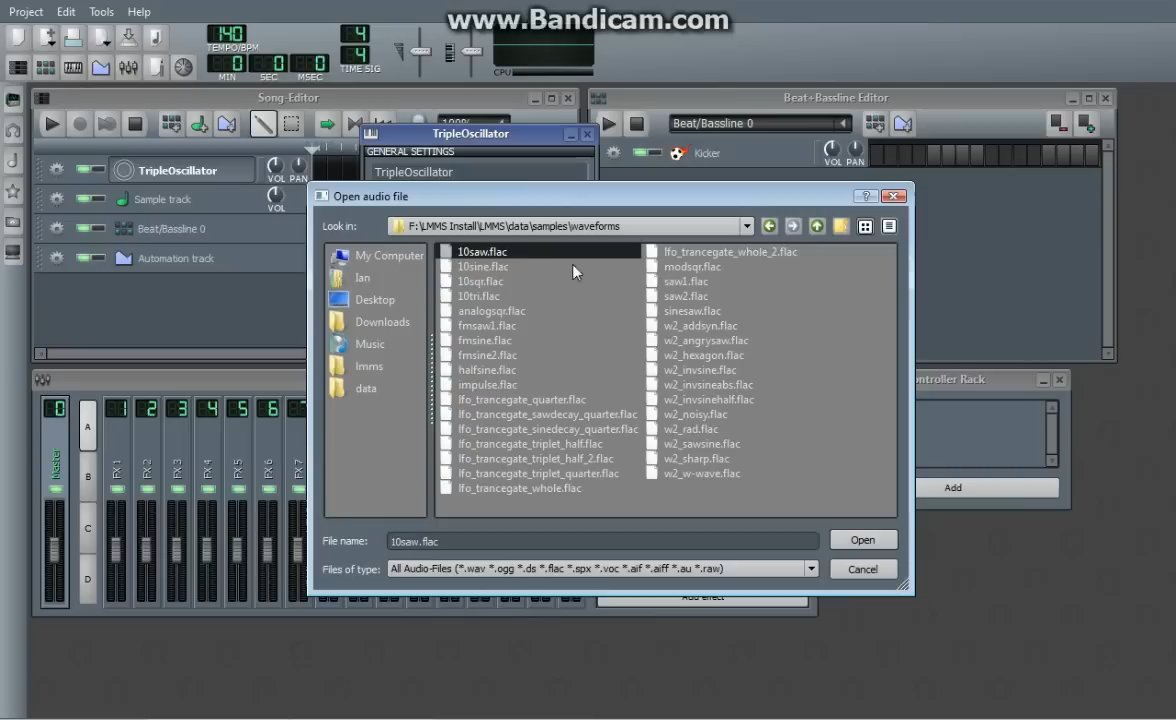 Project Edit Tools Help
www.Bandicam.com
140
TEMPO/BPM
4
4
TIME SIG
0 0 0
MIN SEC MSEC
CPU
Song-Editor
Beat+Bassline Editor
100%
Beat/Bassline 0
TripleOscillator
GENERAL SETTINGS
TripleOscillator
TripleOscillator
VOL PAN
Kicker
VOL PAN
Sample track
VOL
Beat/Bassline 0
Automation track
Open audio file
Look in:
F:\LMMS Install\LMMS\data\samples\waveforms
My Computer
Ian
Desktop
Downloads
Music
lmms
data
10saw.flac
10sine.flac
10sqr.flac
10tri.flac
analogsqr.flac
fmsaw1.flac
fmsine.flac
fmsine2.flac
halfsine.flac
impulse.flac
lfo_trancegate_quarter.flac
lfo_trancegate_sawdecay_quarter.flac
lfo_trancegate_sinedecay_quarter.flac
lfo_trancegate_triplet_half.flac
lfo_trancegate_triplet_half_2.flac
lfo_trancegate_triplet_quarter.flac
lfo_trancegate_whole.flac
lfo_trancegate_whole_2.flac
modsqr.flac
saw1.flac
saw2.flac
sinesaw.flac
w2_addsyn.flac
w2_angrysaw.flac
w2_hexagon.flac
w2_invsine.flac
w2_invsineabs.flac
w2_invsinehalf.flac
w2_noisy.flac
w2_rad.flac
w2_sawsine.flac
w2_sharp.flac
w2_w-wave.flac
File name:
10saw.flac
Open
Files of type:
All Audio-Files (*.wav *.ogg *.ds *.flac *.spx *.voc *.aif *.aiff *.au *.raw)
Cancel
ontroller Rack
Add
0 1 2 3 4 5 6 7
Master
FX 1
FX 2
FX 3
FX 4
FX 5
FX 6
FX 7
A
B
C
D
Add effect